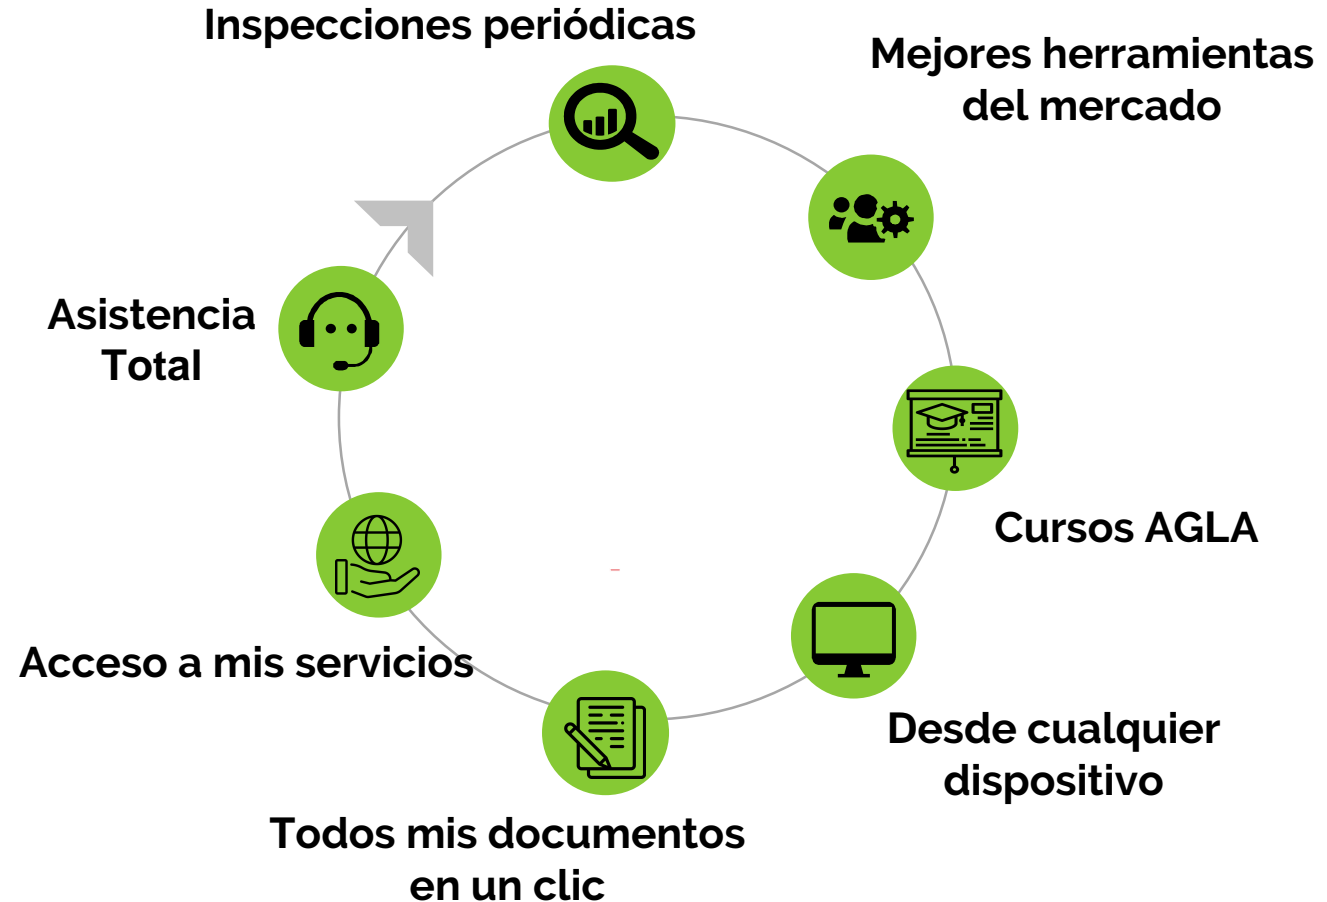 Inspecciones periódicas
Mejores herramientas
del mercado
Asistencia
Total
Cursos AGLA
Acceso a mis servicios
Desde cualquier
dispositivo
Todos mis documentos
en un clic